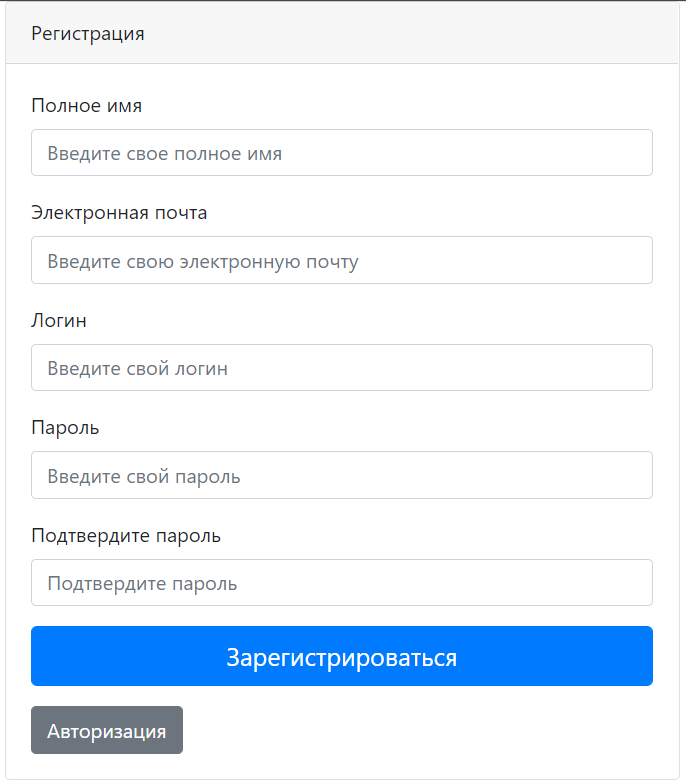 Регистрация
Полное имя
Введите свое полное имя
Электронная почта
Введите свою электронную почту
Логин
Введите свой логин
Пароль
Введите свой пароль
Подтвердите пароль
Подтвердите пароль
Зарегистрироваться
Авторизация